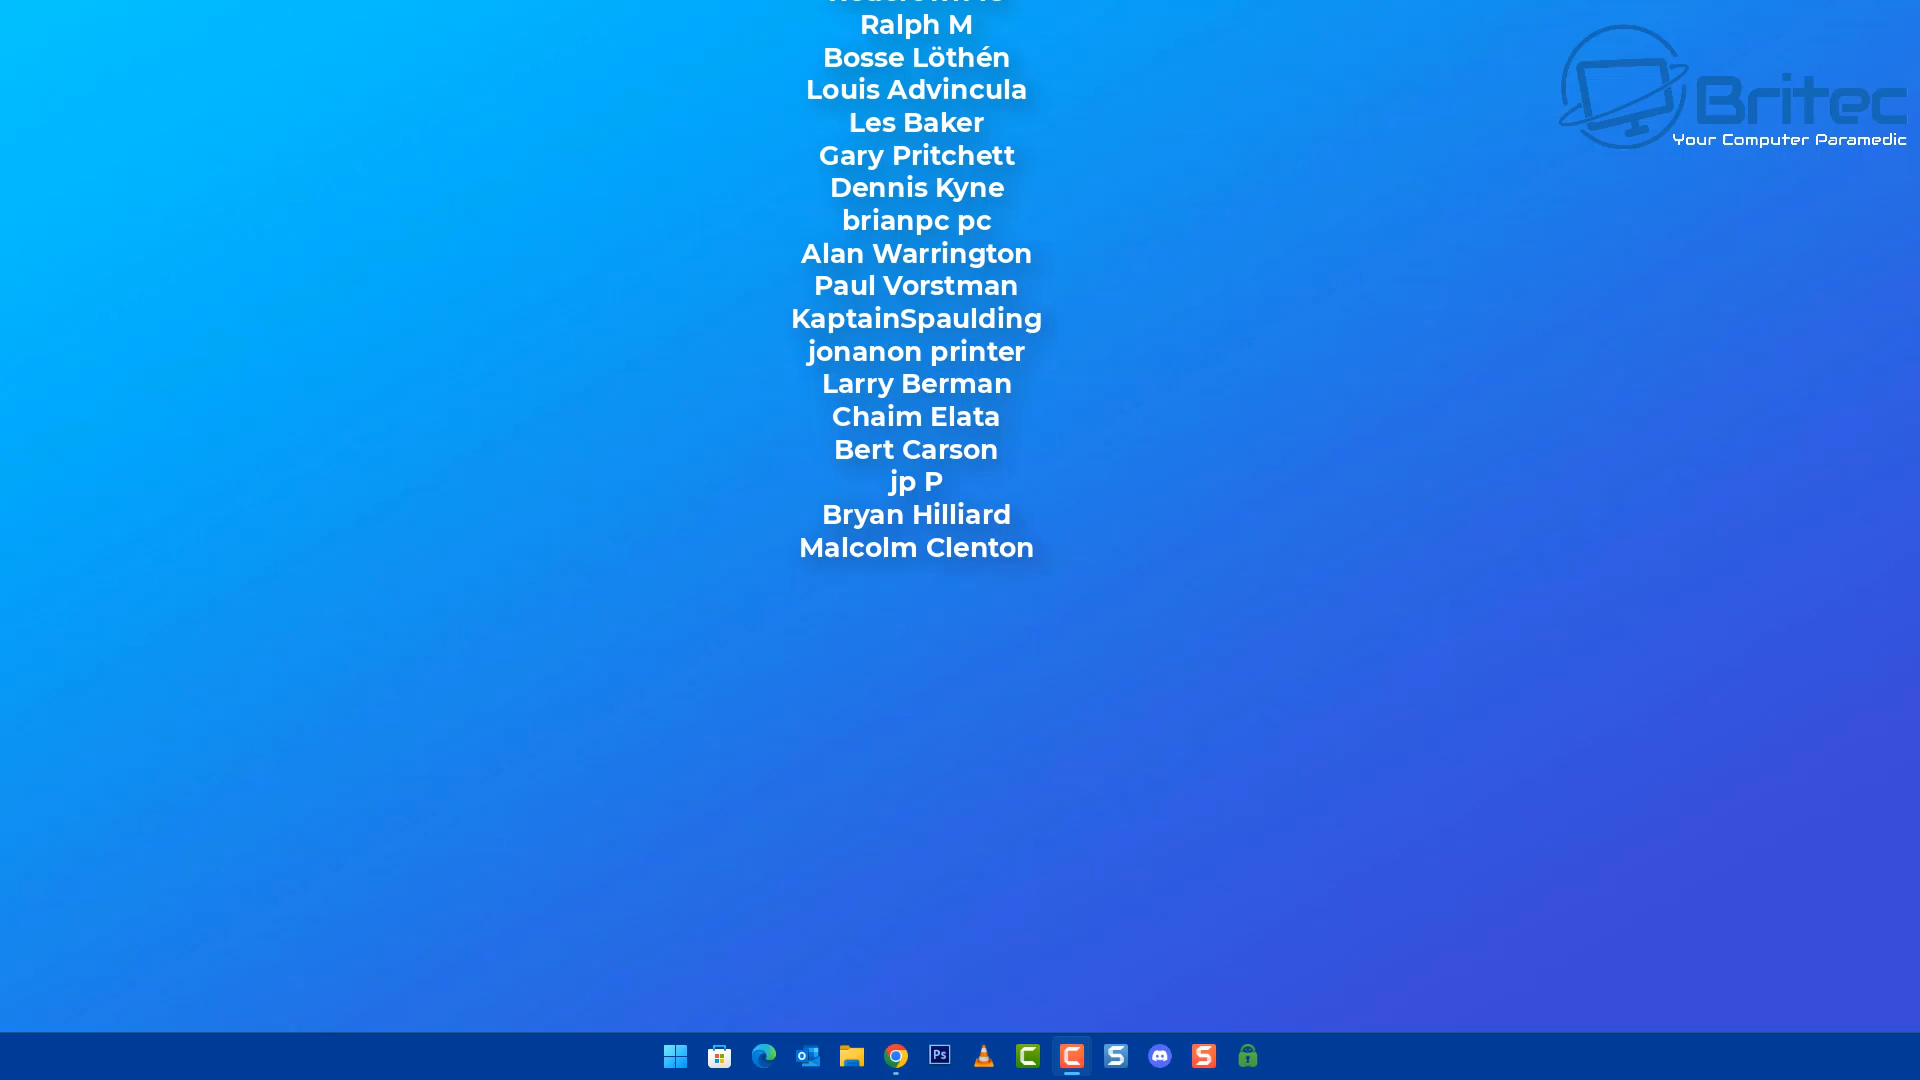 Ralph M
Bosse Löthén
Louis Advincula
Les Baker
Gary Pritchett
Dennis Kyne
brianpc pc
Alan Warrington
Paul Vorstman
KaptainSpaulding
jonanon printer
Larry Berman
Chaim Elata
Bert Carson
jp P
Bryan Hilliard
Malcolm Clenton
Britec
Your Computer Paramedic
Ps